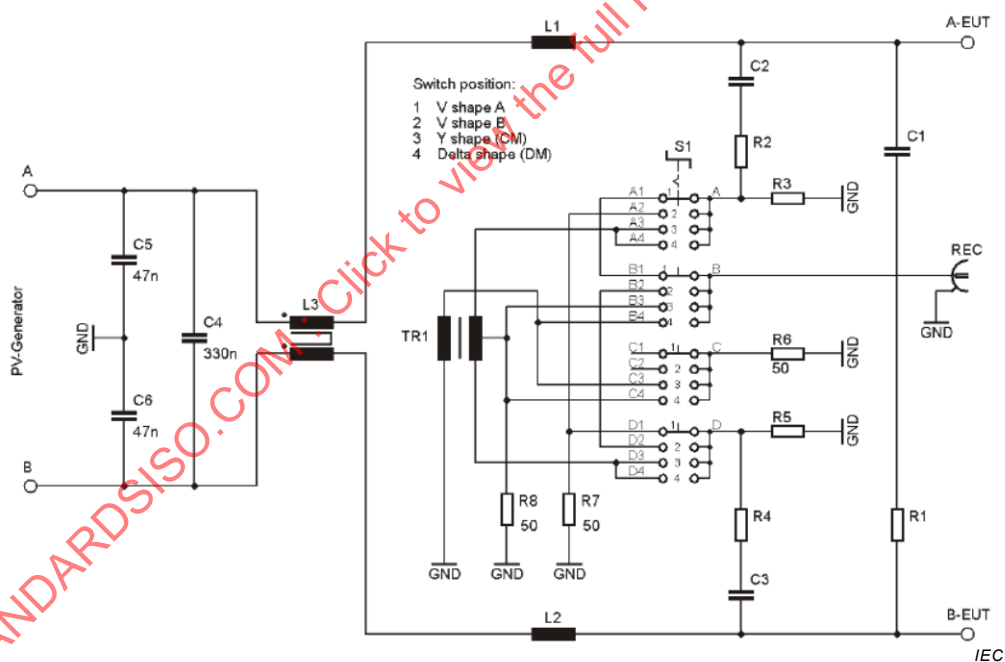 L1
A-EUT
Switch position:
1 V shape A
2 V shape B
3 Y shape (CM)
4 Delta shape (DM)
C2
C1
R2
S1
R3
GND
A
A1
A2
A3
A4
1
2
3
4
A
PV-Generator
C5
47n
GND
C4
330n
C6
47n
B
L3
TR1
B1
B2
B3
B4
1
2
3
4
B
REC
GND
C1
C2
C3
C4
1
2
3
4
C
R6
50
GND
D1
D2
D3
D4
1
2
3
4
D
R5
GND
R8
50
R7
50
R4
R1
GND
GND
GND
C3
L2
B-EUT
IEC
ANDARDSISO.COM : Click to view the full